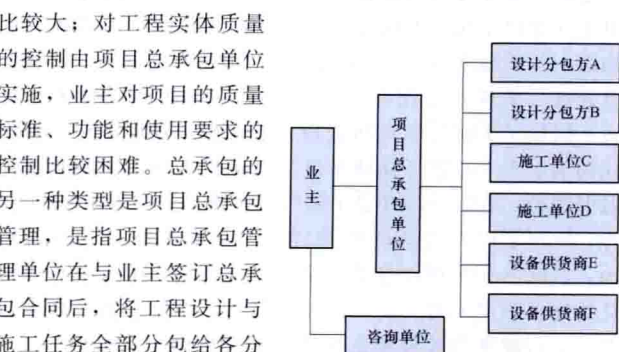 比较大；对工程实体质量
的控制由项目总承包单位
实施，业主对项目的质量
标准、功能和使用要求的
控制比较困难。总承包的
另一种类型是项目总承包
管理，是指项目总承包管
理单位在与业主签订总承
包合同后，将工程设计与
施工任务全部分包给各分
业主
项目总承包单位
设计分包方A
设计分包方B
施工单位C
施工单位D
设备供货商E
设备供货商F
咨询单位